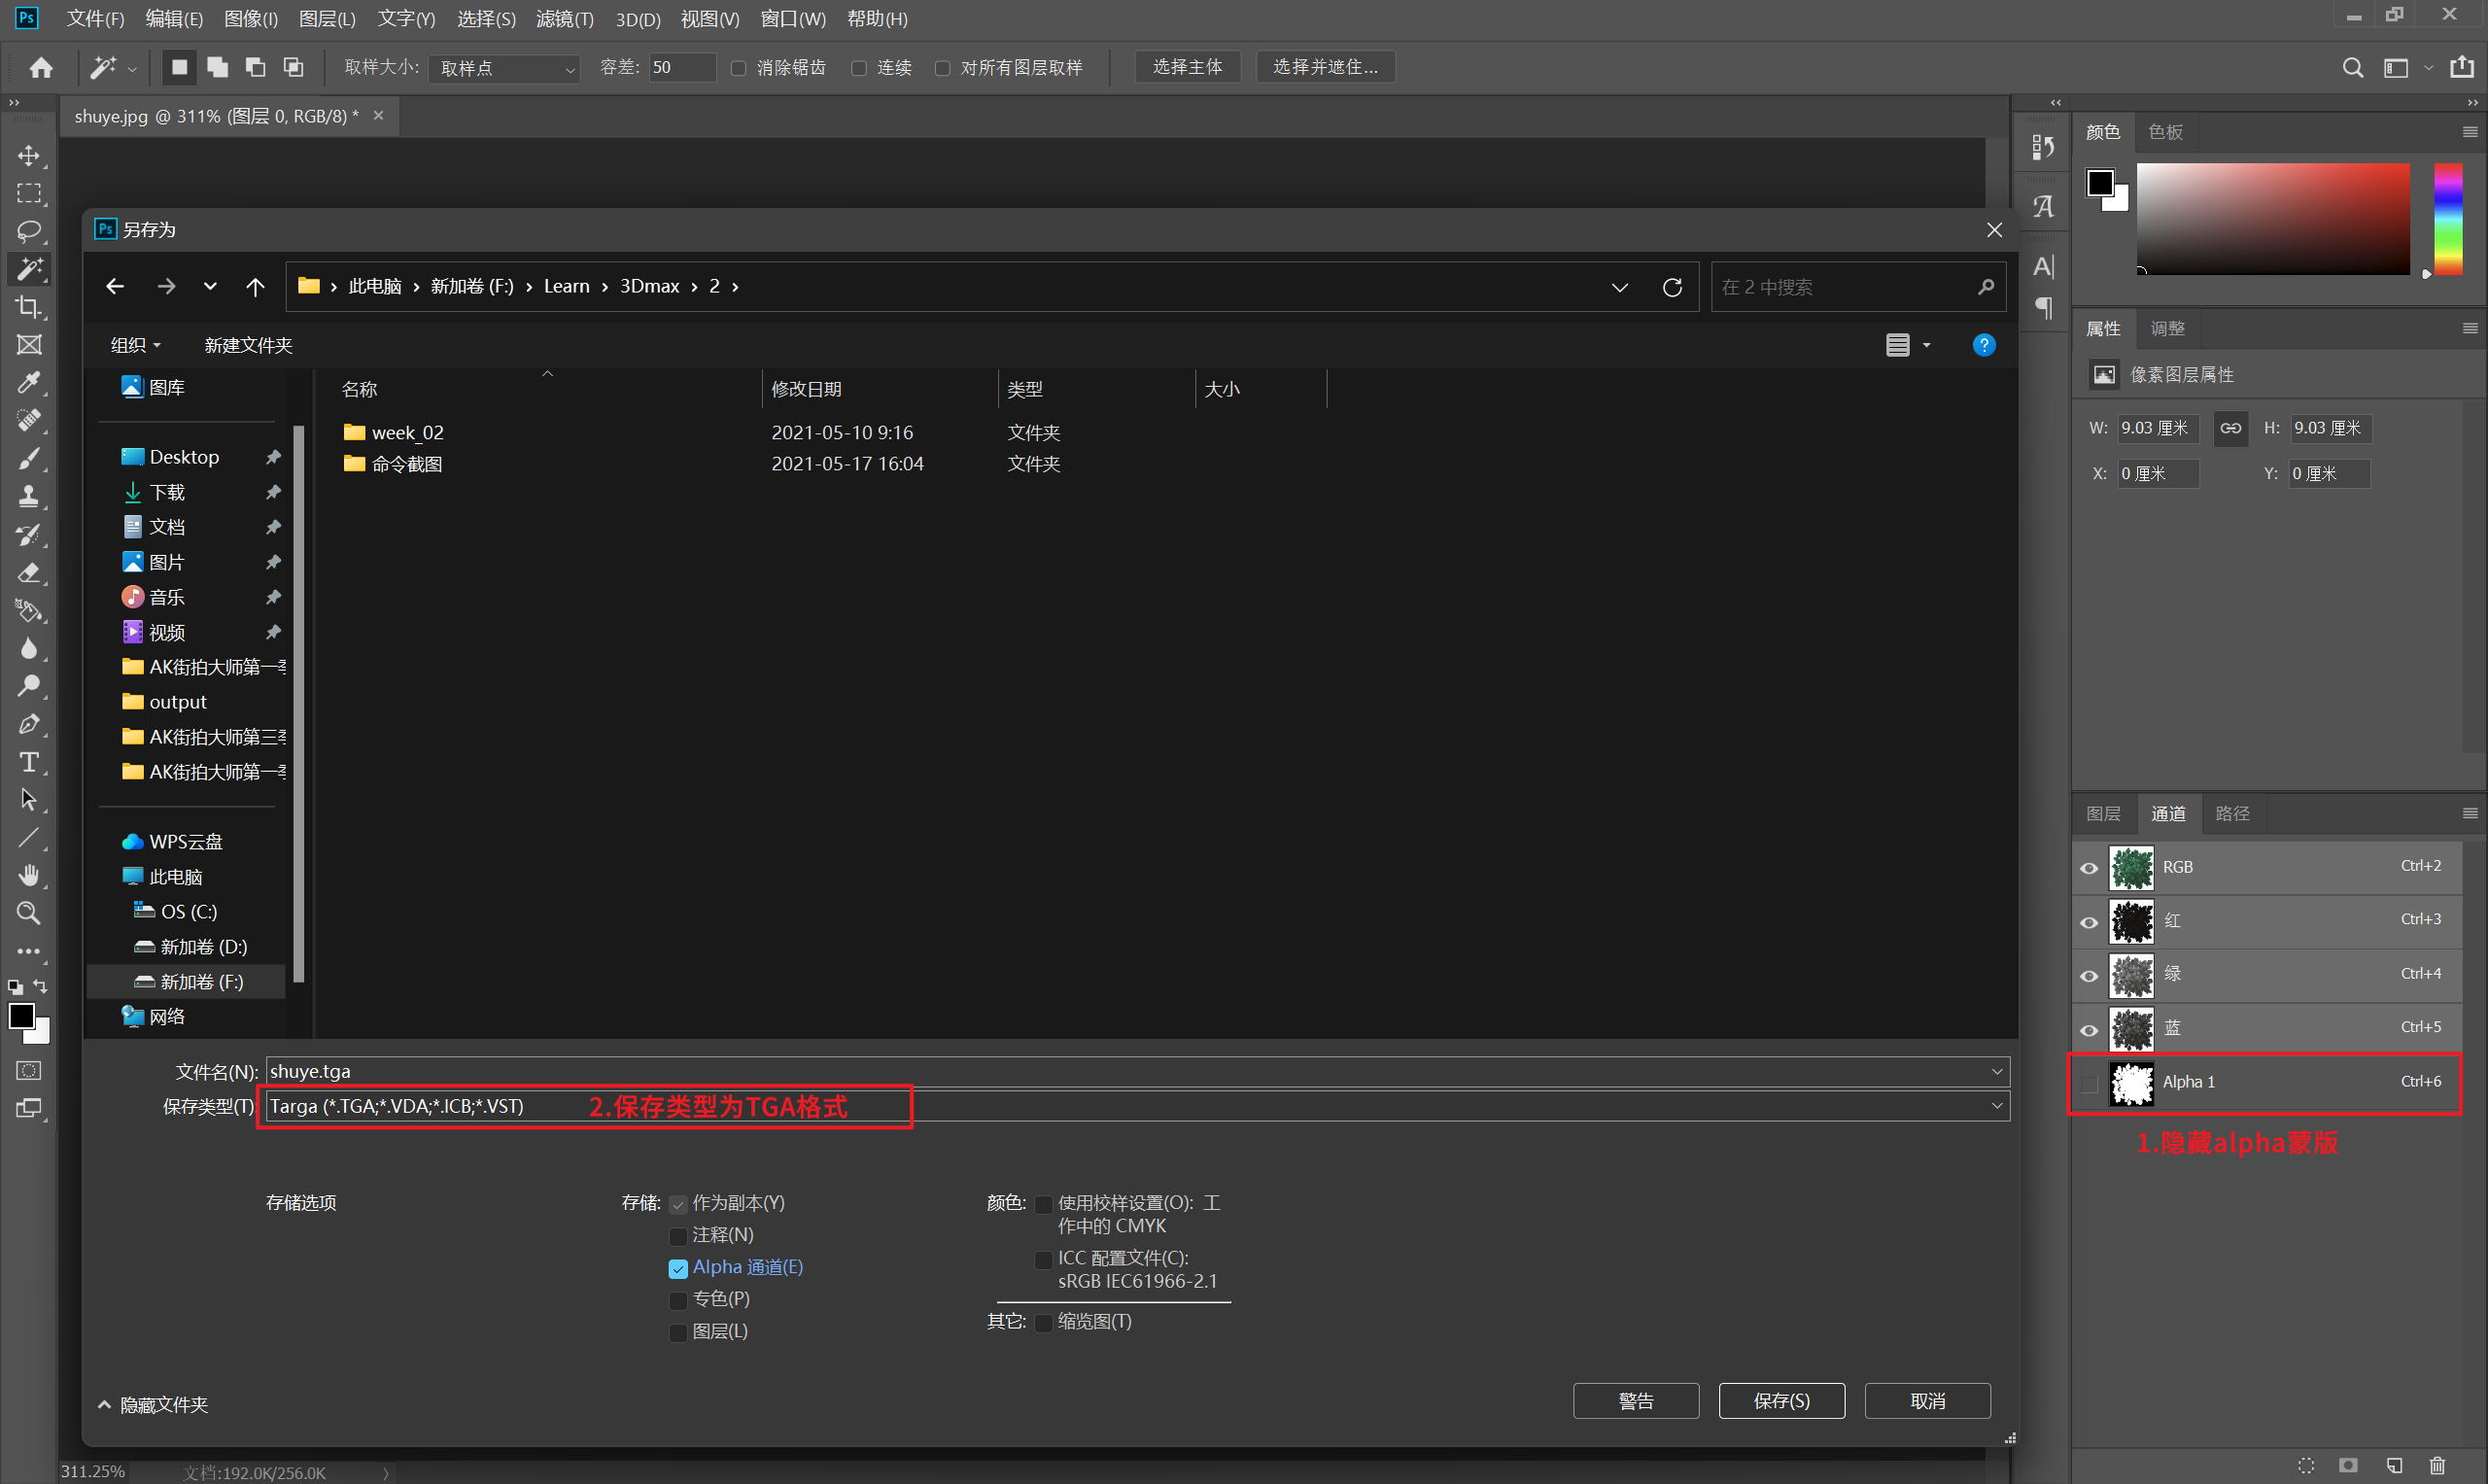 Ps 文件(F) 编辑(E) 图像(I) 图层(L) 文字(Y) 选择(S) 滤镜(T) 3D(D) 视图(V) 窗口(W) 帮助(H)
取样大小: 取样点 容差: 50 消除锯齿 连续 对所有图层取样 选择主体 选择并遮住...
shuye.jpg @ 311% (图层 0, RGB/8) *
Ps 另存为
此电脑 › 新加卷 (F:) › Learn › 3Dmax › 2 ›
在 2 中搜索
组织 新建文件夹
名称 修改日期 类型 大小
week_02 2021-05-10 9:16 文件夹
命令截图 2021-05-17 16:04 文件夹
图库
Desktop
下载
文档
图片
音乐
视频
AK街拍大师第一季
output
AK街拍大师第三季
AK街拍大师第一季
WPS云盘
此电脑
OS (C:)
新加卷 (D:)
新加卷 (F:)
网络
文件名(N): shuye.tga
保存类型(T): Targa (*.TGA;*.VDA;*.ICB;*.VST) 2.保存类型为TGA格式
存储选项
存储: 作为副本(Y)
注释(N)
Alpha 通道(E)
专色(P)
图层(L)
颜色: 使用校样设置(O): 工
作中的 CMYK
ICC 配置文件(C):
sRGB IEC61966-2.1
其它: 缩览图(T)
隐藏文件夹
警告 保存(S) 取消
311.25% 文档:192.0K/256.0K
颜色 色板
属性 调整
像素图层属性
W: 9.03 厘米 H: 9.03 厘米
X: 0 厘米 Y: 0 厘米
图层 通道 路径
RGB Ctrl+2
红 Ctrl+3
绿 Ctrl+4
蓝 Ctrl+5
Alpha 1 Ctrl+6
1.隐藏alpha蒙版